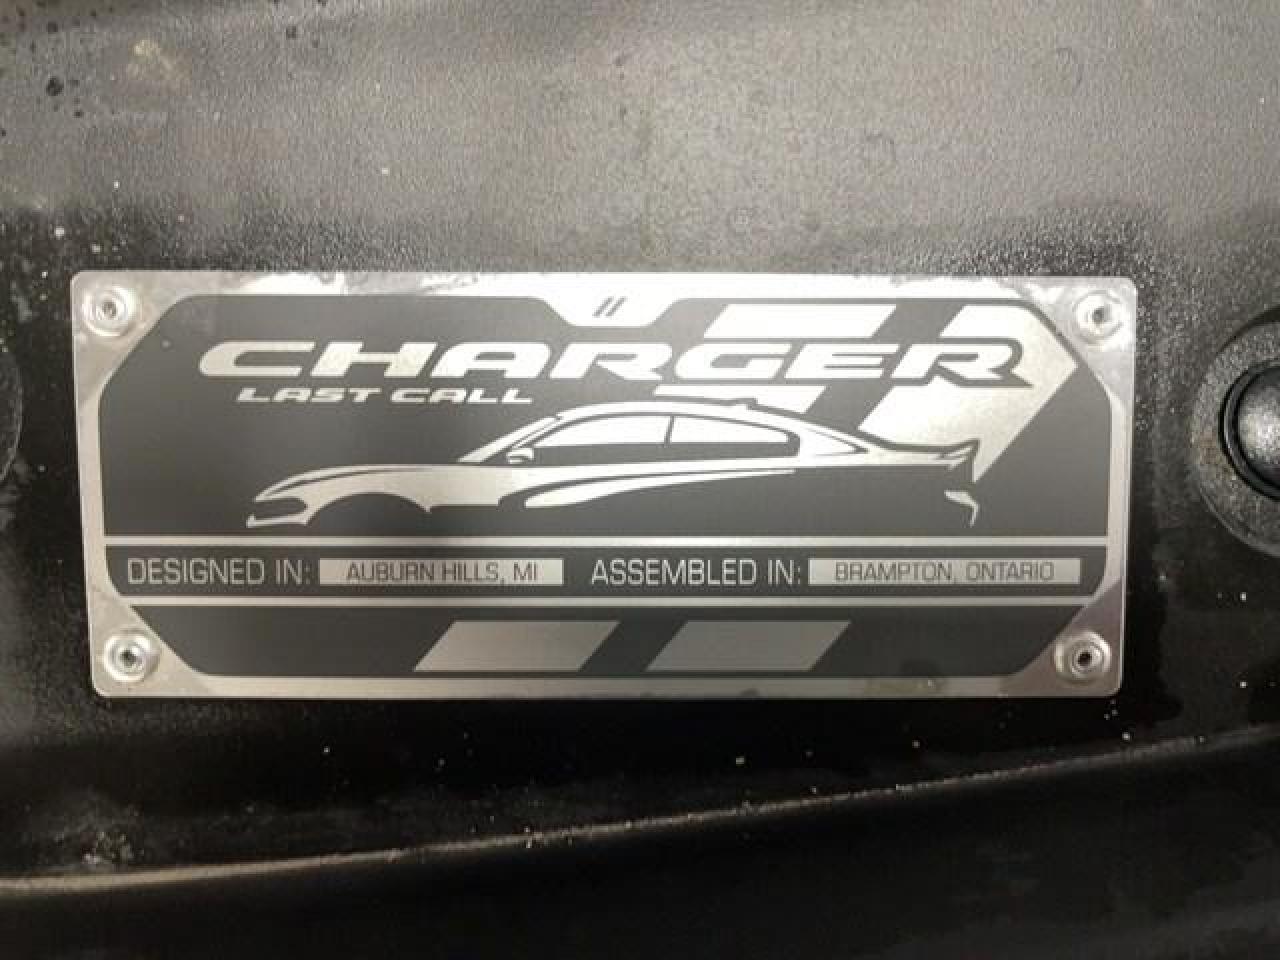 CHARGER
LAST CALL
DESIGNED IN: AUBURN HILLS, MI ASSEMBLED IN: BRAMPTON, ONTARIO